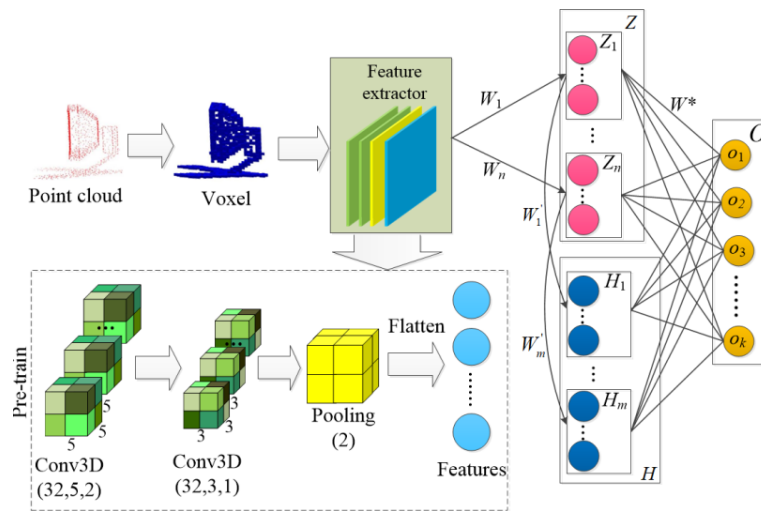 Point cloud
Voxel
Feature
extractor
W₁
Wₙ
Z
Z₁
Zₙ
W₁'
Wₘ'
H₁
Hₘ
H
W*
O
o₁
o₂
o₃
oₖ
Pre-train
5
5
5
Conv3D
(32,5,2)
3
3
3
Conv3D
(32,3,1)
Pooling
(2)
Flatten
Features